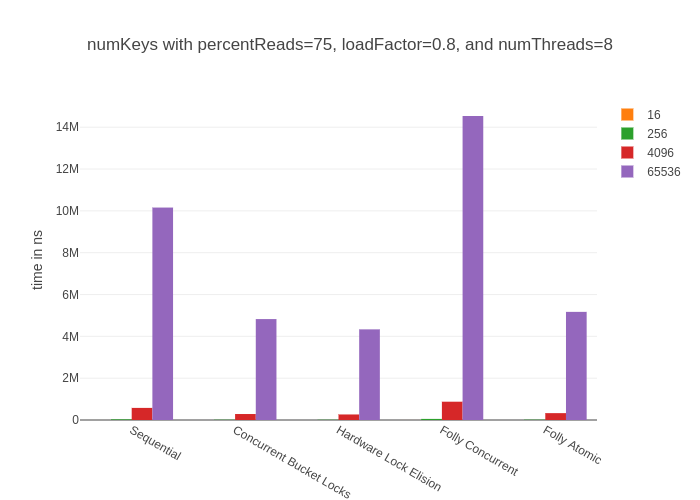 numKeys with percentReads=75, loadFactor=0.8, and numThreads=8
16
256
4096
65536
time in ns
14M
12M
10M
8M
6M
4M
2M
0
Sequential
Concurrent Bucket Locks
Hardware Lock Elision
Folly Concurrent
Folly Atomic